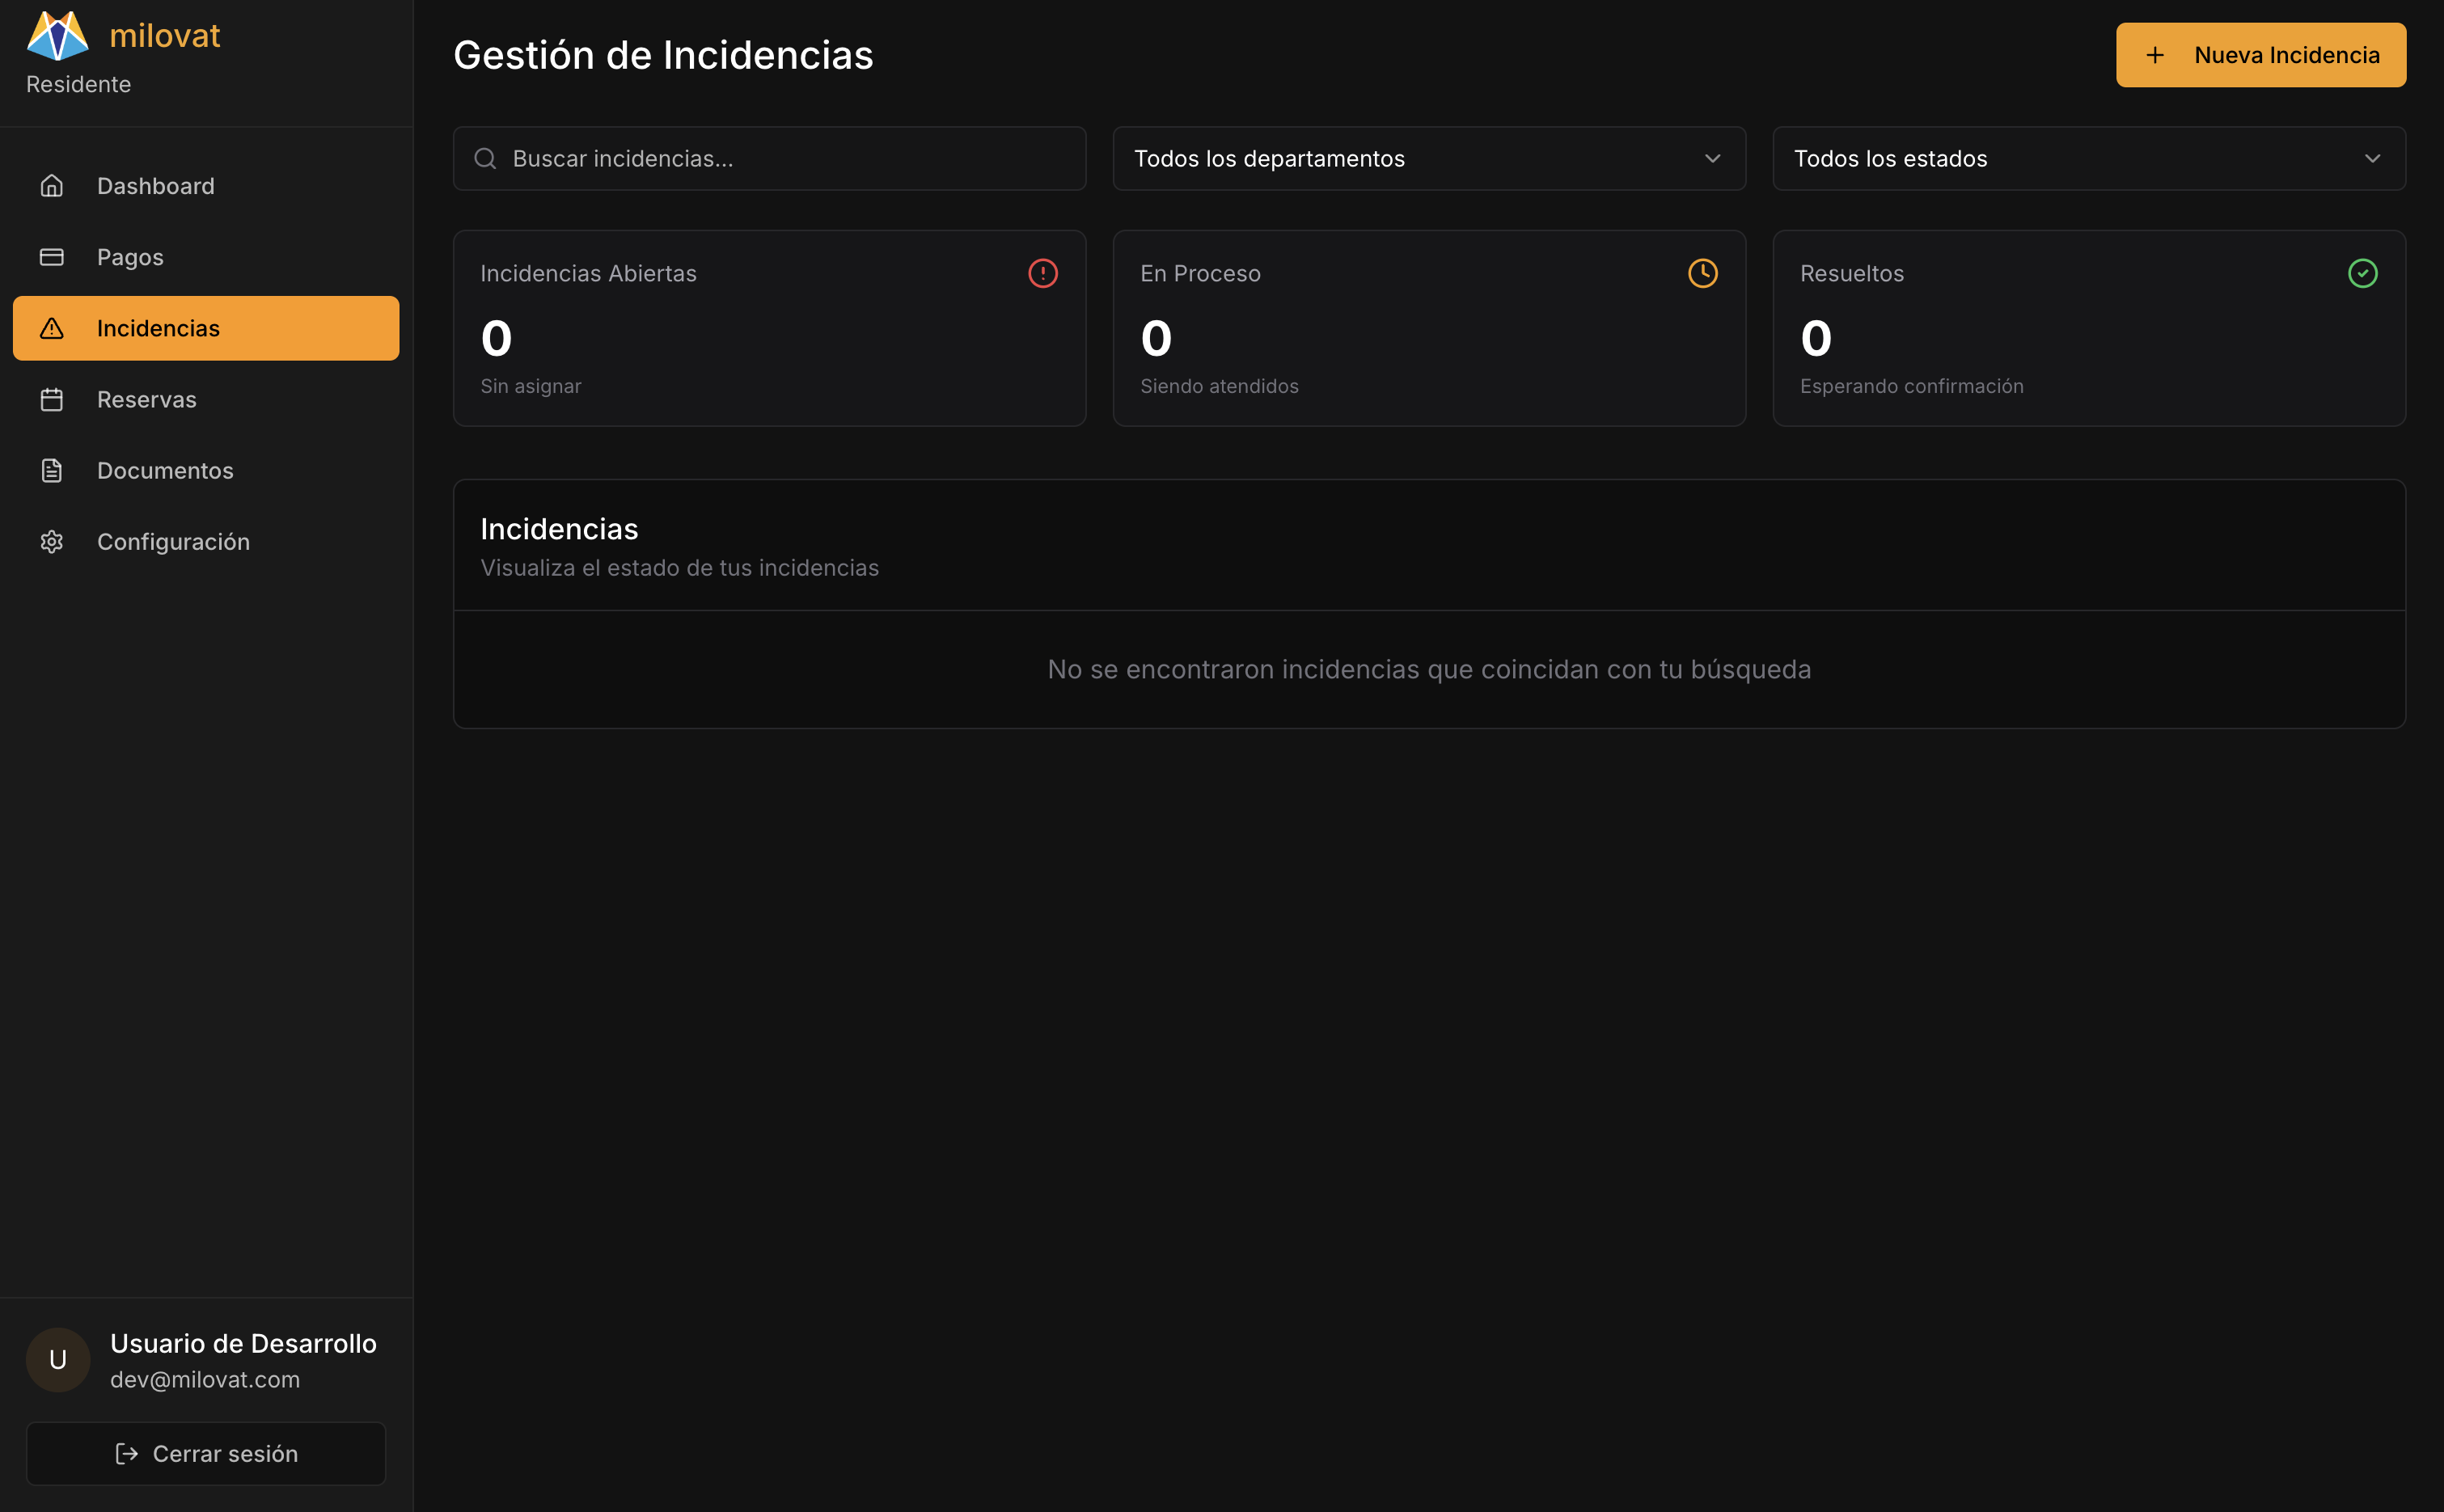 milovat
Residente
Dashboard
Pagos
Incidencias
Reservas
Documentos
Configuración
Usuario de Desarrollo
U
dev@milovat.com
Cerrar sesión
Gestión de Incidencias
Nueva Incidencia
Buscar incidencias...
Todos los departamentos
Todos los estados
Incidencias Abiertas
0
Sin asignar
En Proceso
0
Siendo atendidos
Resueltos
0
Esperando confirmación
Incidencias
Visualiza el estado de tus incidencias
No se encontraron incidencias que coincidan con tu búsqueda